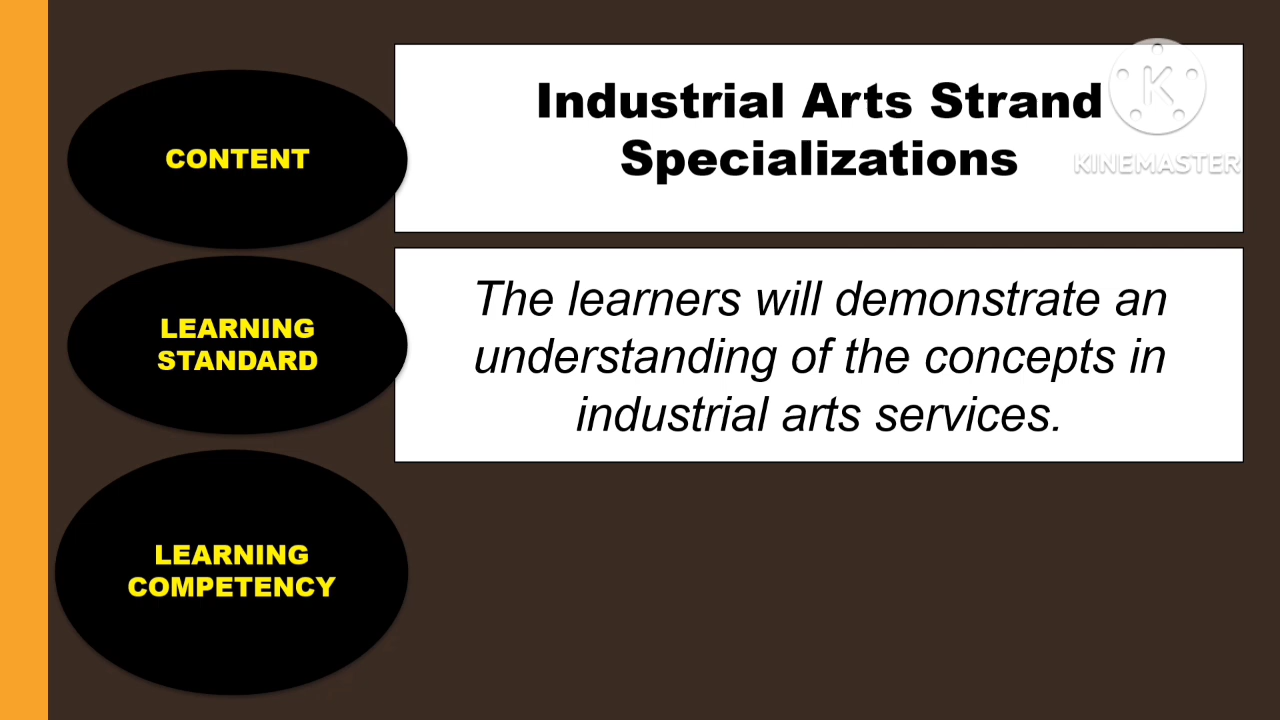 CONTENT
Industrial Arts Strand
Specializations
K
KINEMASTER
LEARNING
STANDARD
The learners will demonstrate an
understanding of the concepts in
industrial arts services.
LEARNING
COMPETENCY